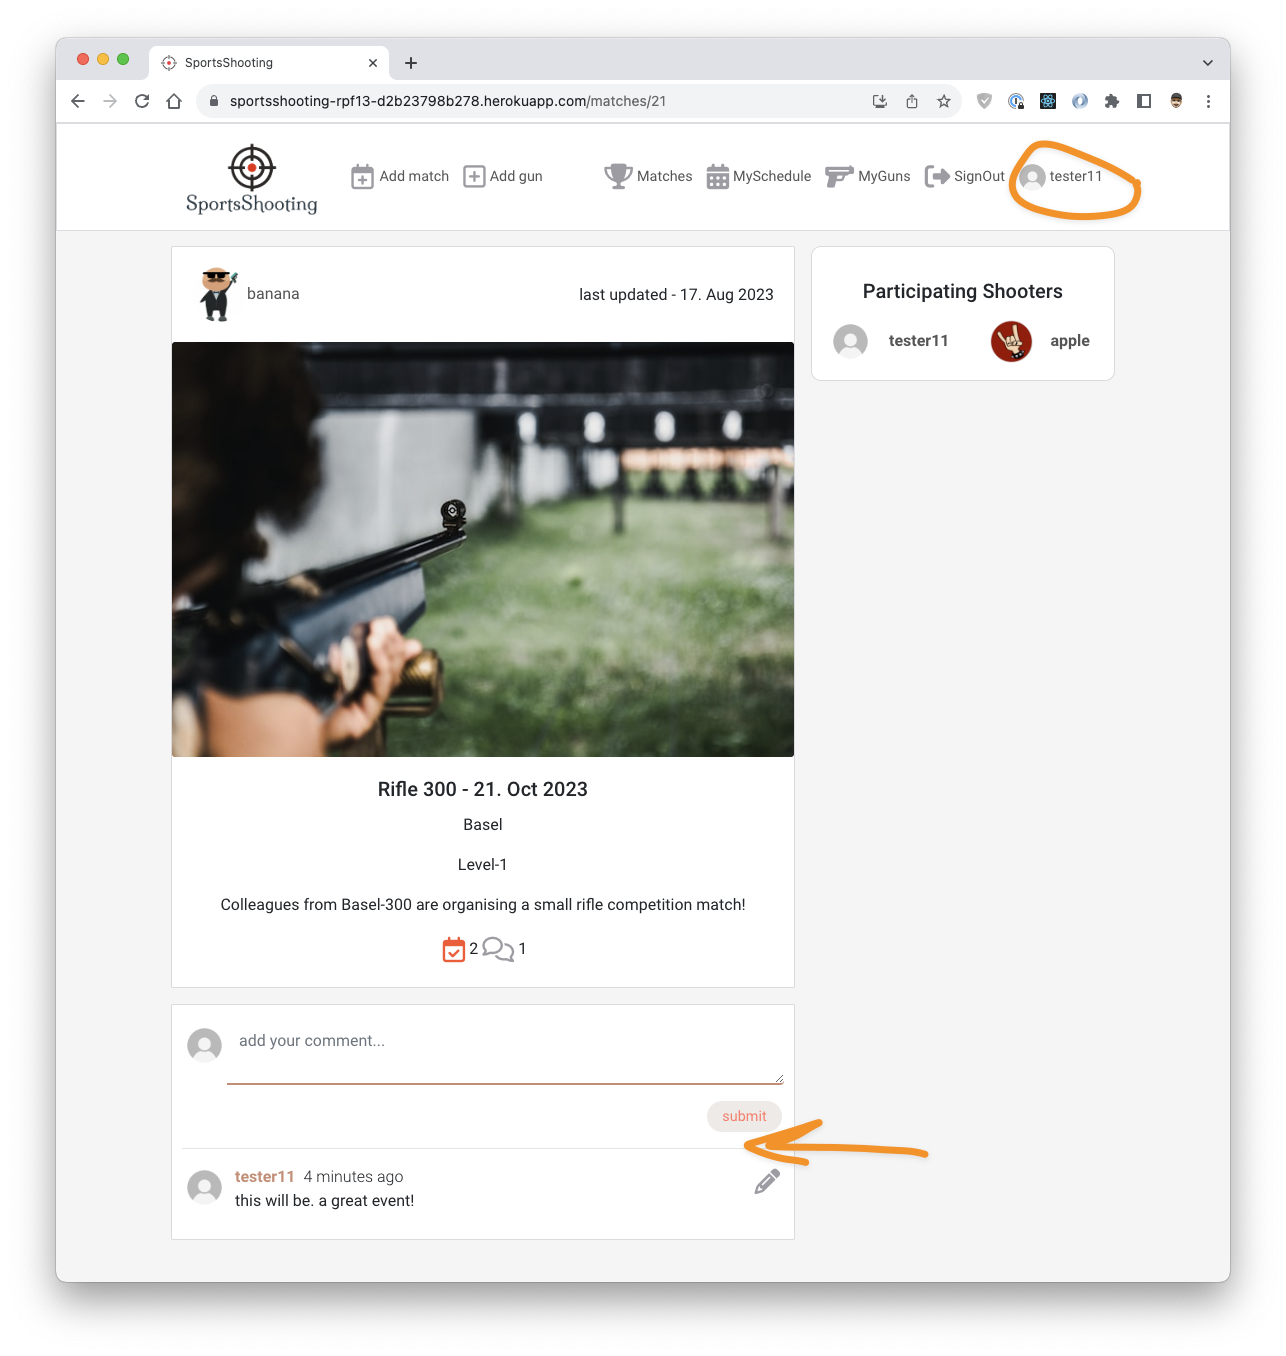 SportsShooting
sportsshooting-rpf13-d2b23798b278.herokuapp.com/matches/21
SportsShooting
Add match
Add gun
Matches
MySchedule
MyGuns
SignOut
tester11
banana
last updated - 17. Aug 2023
Participating Shooters
tester11
apple
Rifle 300 - 21. Oct 2023
Basel
Level-1
Colleagues from Basel-300 are organising a small rifle competition match!
2
1
add your comment...
submit
tester11 4 minutes ago
this will be. a great event!